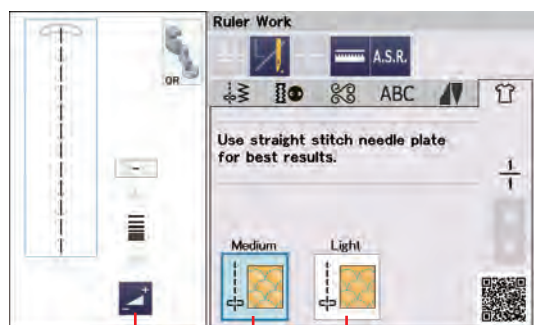 Ruler Work
A.S.R.
OR
ABC
Use straight stitch needle plate
for best results.
1
1
Medium
Light